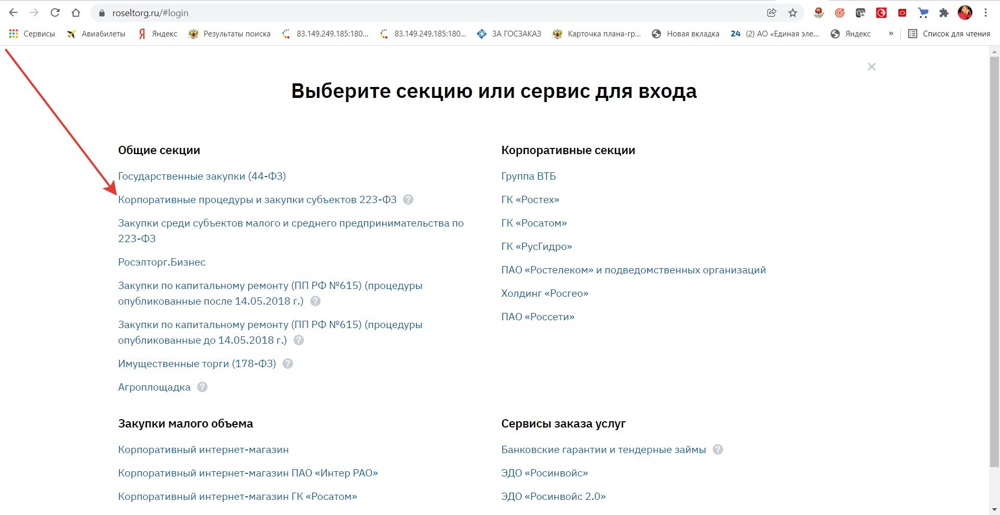 roseltorg.ru/#login
Сервисы
Авиабилеты
Яндекс
Результаты поиска
83.149.249.185:180...
83.149.249.185:180...
ЗА ГОСЗАКАЗ
Карточка плана-гр...
Новая вкладка
24 (2) АО «Единая эле...
Яндекс
»
Список для чтения
Выберите секцию или сервис для входа
Общие секции
Государственные закупки (44-ФЗ)
Корпоративные процедуры и закупки субъектов 223-ФЗ ?
Закупки среди субъектов малого и среднего предпринимательства по
223-ФЗ
Росэлторг.Бизнес
Закупки по капитальному ремонту (ПП РФ №615) (процедуры
опубликованные после 14.05.2018 г.) ?
Закупки по капитальному ремонту (ПП РФ №615) (процедуры
опубликованные до 14.05.2018 г.) ?
Имущественные торги (178-ФЗ) ?
Агроплощадка ?
Корпоративные секции
Группа ВТБ
ГК «Ростех»
ГК «Росатом»
ГК «РусГидро»
ПАО «Ростелеком» и подведомственных организаций
Холдинг «Росгео»
ПАО «Россети»
Закупки малого объема
Корпоративный интернет-магазин
Корпоративный интернет-магазин ПАО «Интер РАО»
Корпоративный интернет-магазин ГК «Росатом»
Сервисы заказа услуг
Банковские гарантии и тендерные займы ?
ЭДО «Росинвойс»
ЭДО «Росинвойс 2.0»